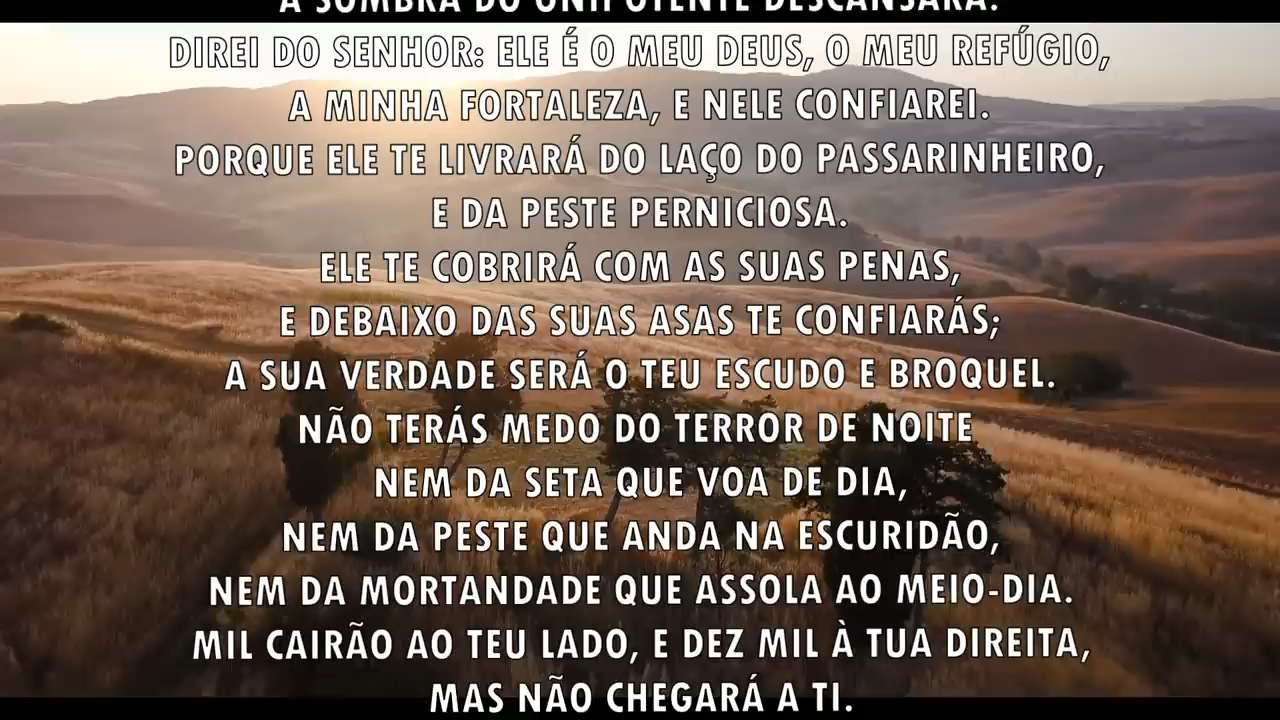 À SOMBRA DO ONIPOTENTE DESCANSARÁ.
DIREI DO SENHOR: ELE É O MEU DEUS, O MEU REFÚGIO,
A MINHA FORTALEZA, E NELE CONFIAREI.
PORQUE ELE TE LIVRARÁ DO LAÇO DO PASSARINHEIRO,
E DA PESTE PERNICIOSA.
ELE TE COBRIRÁ COM AS SUAS PENAS,
E DEBAIXO DAS SUAS ASAS TE CONFIARÁS;
A SUA VERDADE SERÁ O TEU ESCUDO E BROQUEL.
NÃO TERÁS MEDO DO TERROR DE NOITE
NEM DA SETA QUE VOA DE DIA,
NEM DA PESTE QUE ANDA NA ESCURIDÃO,
NEM DA MORTANDADE QUE ASSOLA AO MEIO-DIA.
MIL CAIRÃO AO TEU LADO, E DEZ MIL À TUA DIREITA,
MAS NÃO CHEGARÁ A TI.